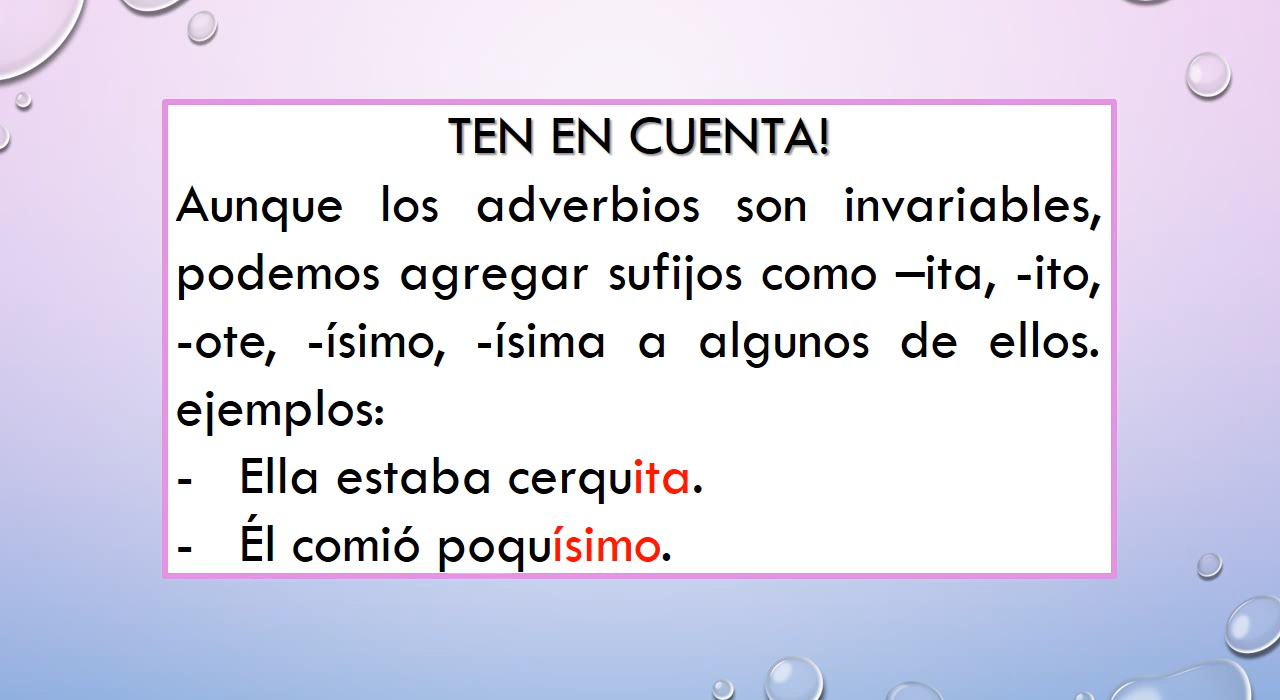 TEN EN CUENTA!
Aunque los adverbios son invariables,
podemos agregar sufijos como –ita, -ito,
-ote, -ísimo, -ísima a algunos de ellos.
ejemplos:
- Ella estaba cerquita.
- Él comió poquísimo.